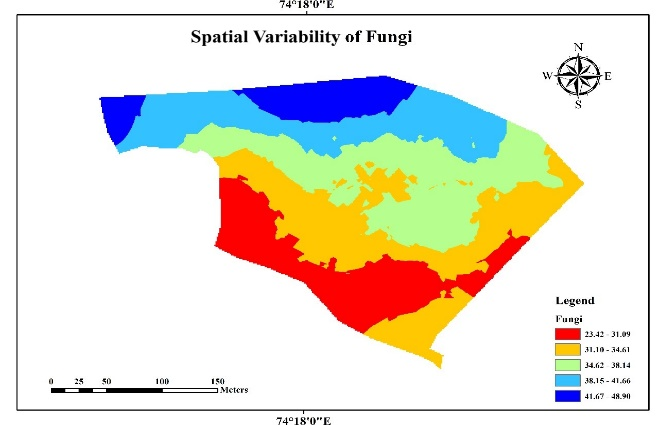 74°18'0"E
Spatial Variability of Fungi
N
W E
S
Legend
Fungi
23.42 - 31.09
31.10 - 34.61
34.62 - 38.14
38.15 - 41.66
41.67 - 48.90
0 25 50 100 150
Meters
74°18'0"E